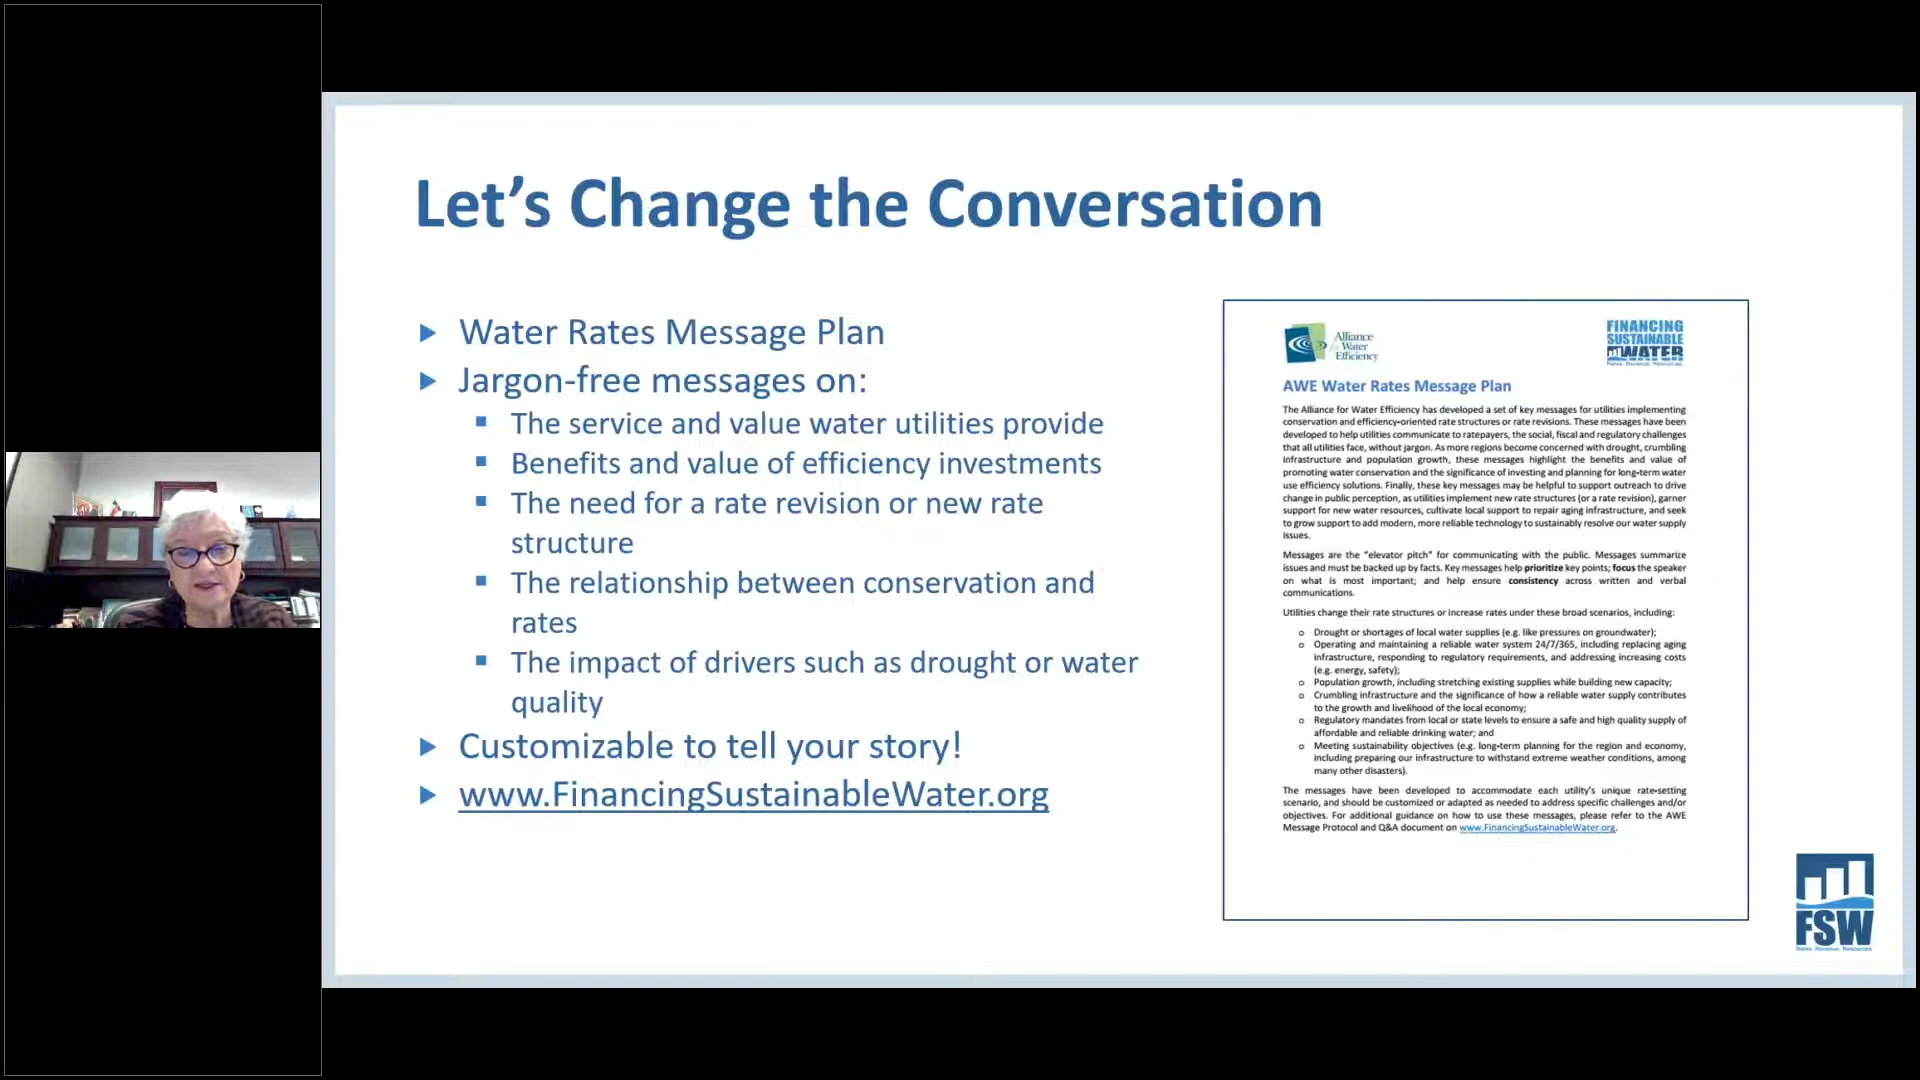 Let's Change the Conversation
Water Rates Message Plan
Jargon-free messages on:
The service and value water utilities provide
Benefits and value of efficiency investments
The need for a rate revision or new rate
structure
The relationship between conservation and
rates
The impact of drivers such as drought or water
quality
Customizable to tell your story!
www.FinancingSustainableWater.org
Alliance
for Water
Efficiency
FINANCING
SUSTAINABLE
WATER
Rates. Revenue. Resources.
AWE Water Rates Message Plan
The Alliance for Water Efficiency has developed a set of key messages for utilities implementing
conservation and efficiency-oriented rate structures or rate revisions. These messages have been
developed to help utilities communicate to ratepayers, the social, fiscal and regulatory challenges
that all utilities face, without jargon. As more regions become concerned with drought, crumbling
infrastructure and population growth, these messages highlight the benefits and value of
promoting water conservation and the significance of investing and planning for long-term water
use efficiency solutions. Finally, these key messages may be helpful to support outreach to drive
change in public perception, as utilities implement new rate structures (or a rate revision), garner
support for new water resources, cultivate local support to repair aging infrastructure, and seek
to grow support to add modern, more reliable technology to sustainably resolve our water supply
issues.
Messages are the "elevator pitch" for communicating with the public. Messages summarize
issues and must be backed up by facts. Key messages help prioritize key points; focus the speaker
on what is most important; and help ensure consistency across written and verbal
communications.
Utilities change their rate structures or increase rates under these broad scenarios, including:
o Drought or shortages of local water supplies (e.g. like pressures on groundwater);
o Operating and maintaining a reliable water system 24/7/365, including replacing aging
infrastructure, responding to regulatory requirements, and addressing increasing costs
(e.g. energy, safety);
o Population growth, including stretching existing supplies while building new capacity;
o Crumbling infrastructure and the significance of how a reliable water supply contributes
to the growth and livelihood of the local economy;
o Regulatory mandates from local or state levels to ensure a safe and high quality supply of
affordable and reliable drinking water; and
o Meeting sustainability objectives (e.g. long-term planning for the region and economy,
including preparing our infrastructure to withstand extreme weather conditions, among
many other disasters).
The messages have been developed to accommodate each utility's unique rate-setting
scenario, and should be customized or adapted as needed to address specific challenges and/or
objectives. For additional guidance on how to use these messages, please refer to the AWE
Message Protocol and Q&A document on www.FinancingSustainableWater.org.
FSW
Rates. Revenue. Resources.